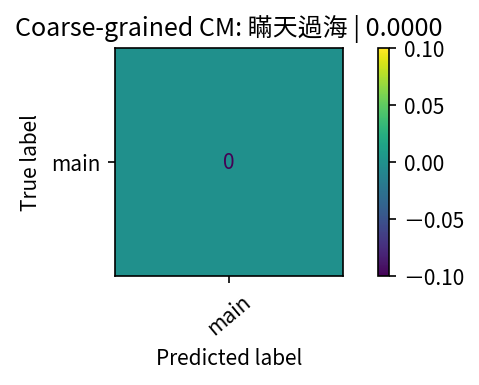 Coarse-grained CM: 瞞天過海 | 0.0000
True label
main
0
main
Predicted label
0.10
0.05
0.00
−0.05
−0.10